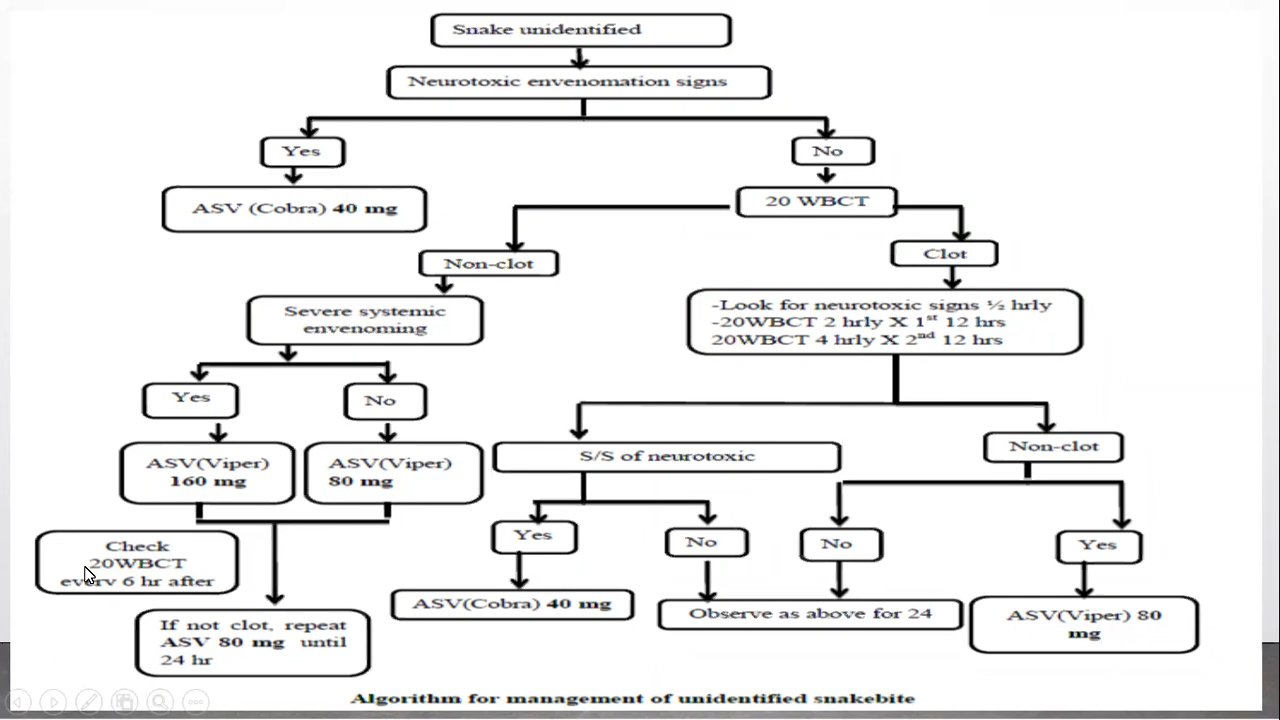 Snake unidentified
Neurotoxic envenomation signs
Yes
No
ASV (Cobra) 40 mg
20 WBCT
Non-clot
Clot
Severe systemic
envenoming
-Look for neurotoxic signs ½ hrly
-20WBCT 2 hrly X 1st 12 hrs
20WBCT 4 hrly X 2nd 12 hrs
Yes
No
ASV(Viper)
160 mg
ASV(Viper)
80 mg
S/S of neurotoxic
Non-clot
Check
20WBCT
every 6 hr after
Yes
No
No
Yes
If not clot, repeat
ASV 80 mg until
24 hr
ASV(Cobra) 40 mg
Observe as above for 24
ASV(Viper) 80
mg
Algorithm for management of unidentified snakebite